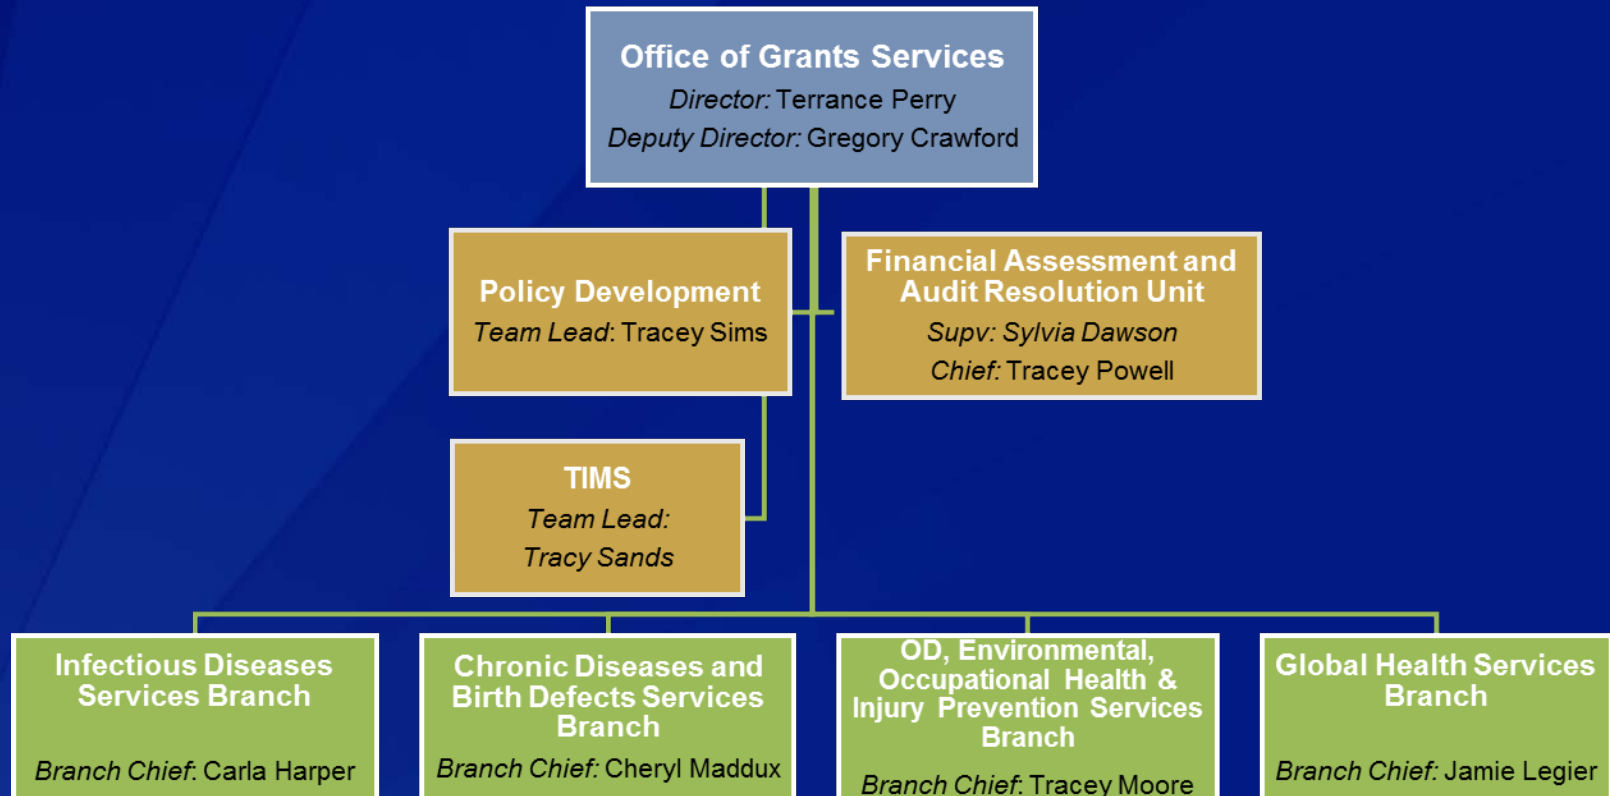 Office of Grants Services
Director: Terrance Perry
Deputy Director: Gregory Crawford
Policy Development
Team Lead: Tracey Sims
Financial Assessment and
Audit Resolution Unit
Supv: Sylvia Dawson
Chief: Tracey Powell
TIMS
Team Lead:
Tracy Sands
Infectious Diseases
Services Branch
Branch Chief: Carla Harper
Chronic Diseases and
Birth Defects Services
Branch
Branch Chief: Cheryl Maddux
OD, Environmental,
Occupational Health &
Injury Prevention Services
Branch
Branch Chief: Tracey Moore
Global Health Services
Branch
Branch Chief: Jamie Legier